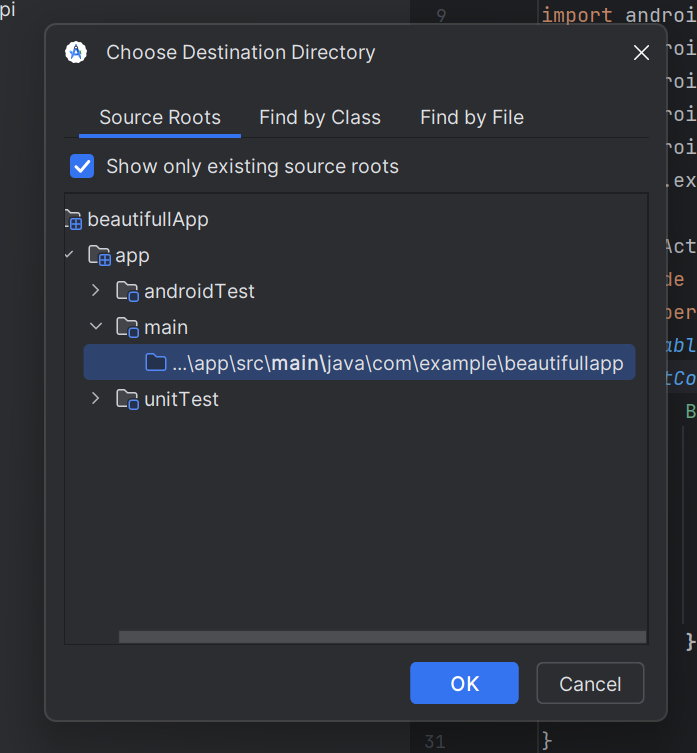 pi
9 import androi
Choose Destination Directory
roi
roi
roi
Source Roots Find by Class Find by File
roi
Show only existing source roots
.ex
beautifullApp
Act
app
de
androidTest
per
main
abl
...\app\src\main\java\com\example\beautifullapp
tCo
unitTest
B
}
OK Cancel
31 }